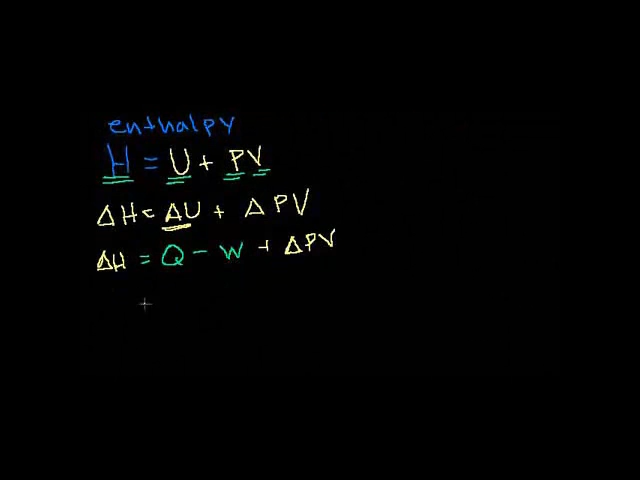 enthalpy
H = U + PV
ΔH = ΔU + ΔPV
ΔH = Q - W + ΔPV